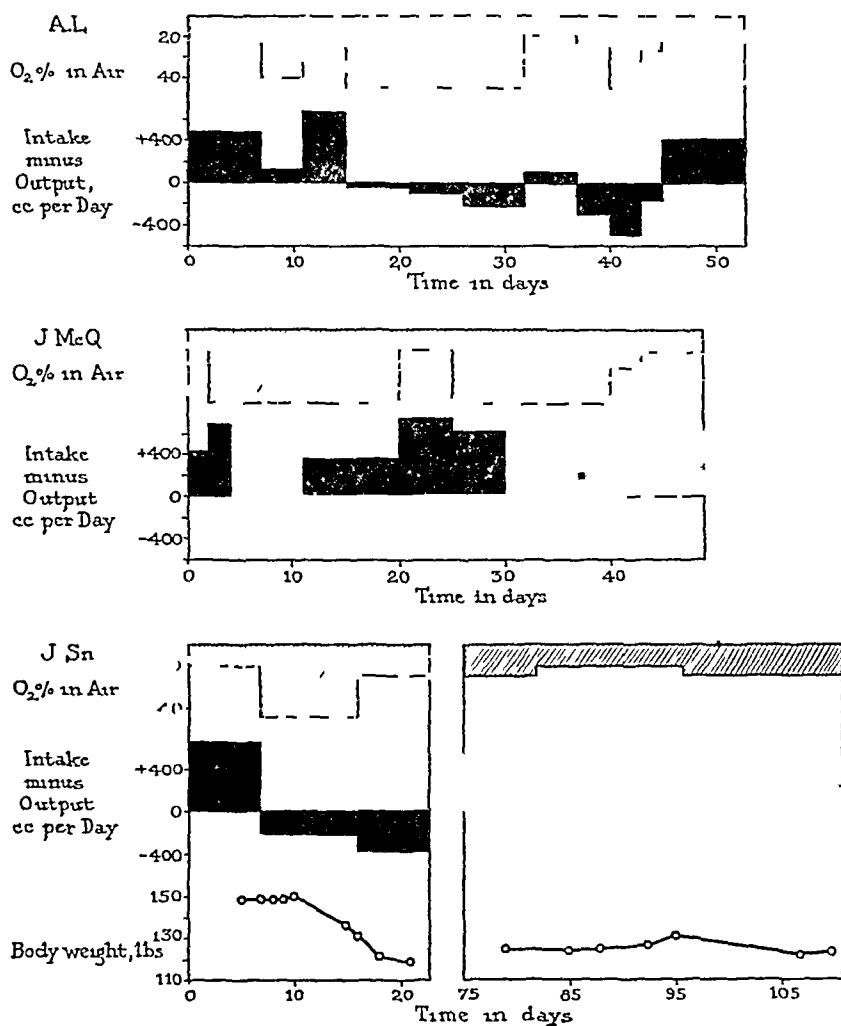 A.L
20
O₂% in Air
40
Intake
minus
Output,
cc per Day
+400
0
-400
0 10 20 30 40 50
Time in days
J McQ
O₂% in Air
Intake
minus
Output
cc per Day
+400
0
-400
0 10 20 30 40
Time in days
J Sn
O₂% in Air
Intake
minus
Output
cc per Day
+400
0
-400
150
130
Body weight, lbs
110
0 10 20 75 85 95 105
Time in days